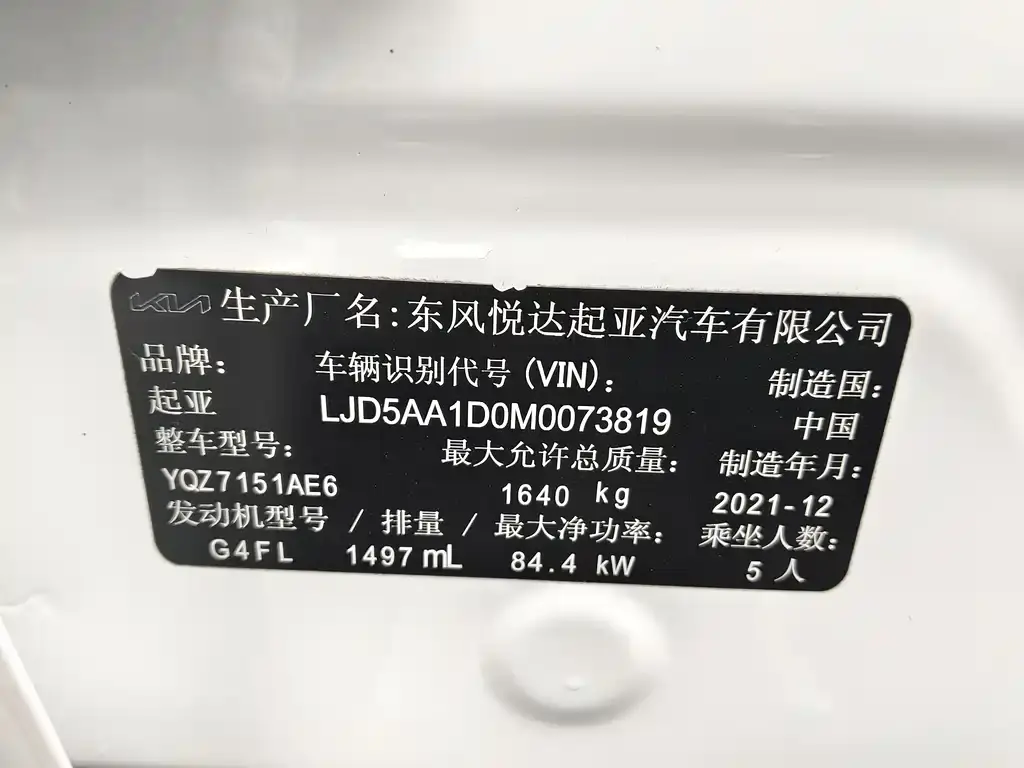 KIA 生产厂名:东风悦达起亚汽车有限公司
品牌: 车辆识别代号(VIN): 制造国:
起亚 LJD5AA1D0M0073819 中国
整车型号: 最大允许总质量: 制造年月:
YQZ7151AE6 1640 kg 2021-12
发动机型号 / 排量 / 最大净功率: 乘坐人数:
G4FL 1497 mL 84.4 kW 5 人